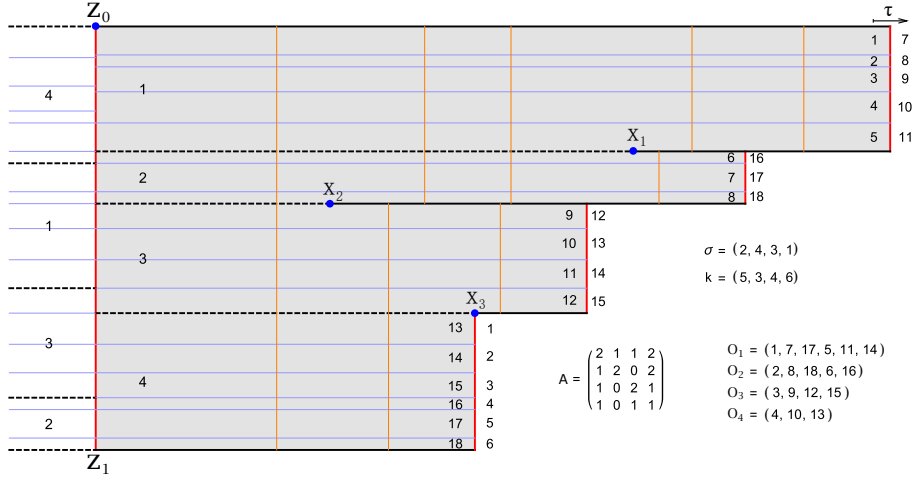 Z0
τ
1 7
2 8
4
1
3 9
4 10
X1
5 11
6 16
2
7 17
X2
8 18
9 12
1
10 13
σ = (2, 4, 3, 1)
3
11 14
k = (5, 3, 4, 6)
X3
12 15
13 1
3
14 2
O1 = (1, 7, 17, 5, 11, 14)
2 1 1 2
O2 = (2, 8, 18, 6, 16)
1 2 0 2
A =
4
15 3
1 0 2 1
O3 = (3, 9, 12, 15)
16 4
1 0 1 1
O4 = (4, 10, 13)
2
17 5
18 6
Z1